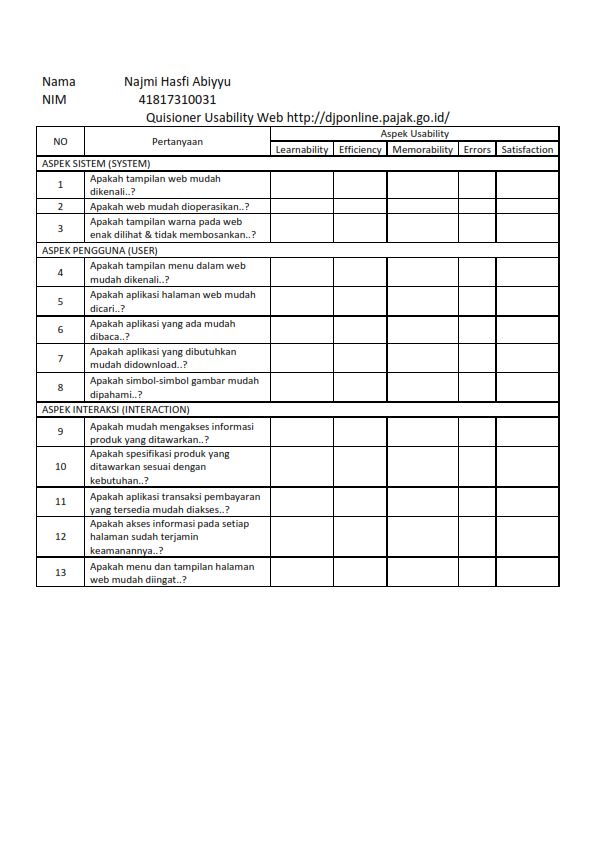 Nama Najmi Hasfi Abiyyu
NIM 41817310031
Quisioner Usability Web http://djponline.pajak.go.id/
NO Pertanyaan Aspek Usability
Learnability Efficiency Memorability Errors Satisfaction
ASPEK SISTEM (SYSTEM)
1 Apakah tampilan web mudah
dikenali..?
2 Apakah web mudah dioperasikan..?
3 Apakah tampilan warna pada web
enak dilihat & tidak membosankan..?
ASPEK PENGGUNA (USER)
4 Apakah tampilan menu dalam web
mudah dikenali..?
5 Apakah aplikasi halaman web mudah
dicari..?
6 Apakah aplikasi yang ada mudah
dibaca..?
7 Apakah aplikasi yang dibutuhkan
mudah didownload..?
8 Apakah simbol-simbol gambar mudah
dipahami..?
ASPEK INTERAKSI (INTERACTION)
9 Apakah mudah mengakses informasi
produk yang ditawarkan..?
10 Apakah spesifikasi produk yang
ditawarkan sesuai dengan
kebutuhan..?
11 Apakah aplikasi transaksi pembayaran
yang tersedia mudah diakses..?
12 Apakah akses informasi pada setiap
halaman sudah terjamin
keamanannya..?
13 Apakah menu dan tampilan halaman
web mudah diingat..?